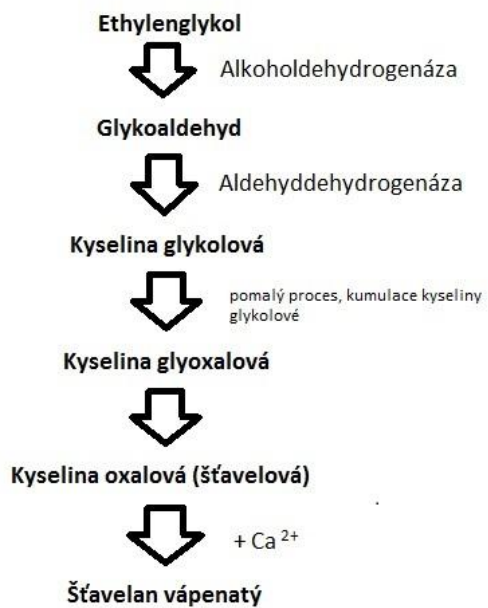 Ethylenglykol
Alkoholdehydrogenáza
Glykoaldehyd
Aldehyddehydrogenáza
Kyselina glykolová
pomalý proces, kumulace kyseliny
glykolové
Kyselina glyoxalová
Kyselina oxalová (šťavelová)
+ Ca 2+
Šťavelan vápenatý